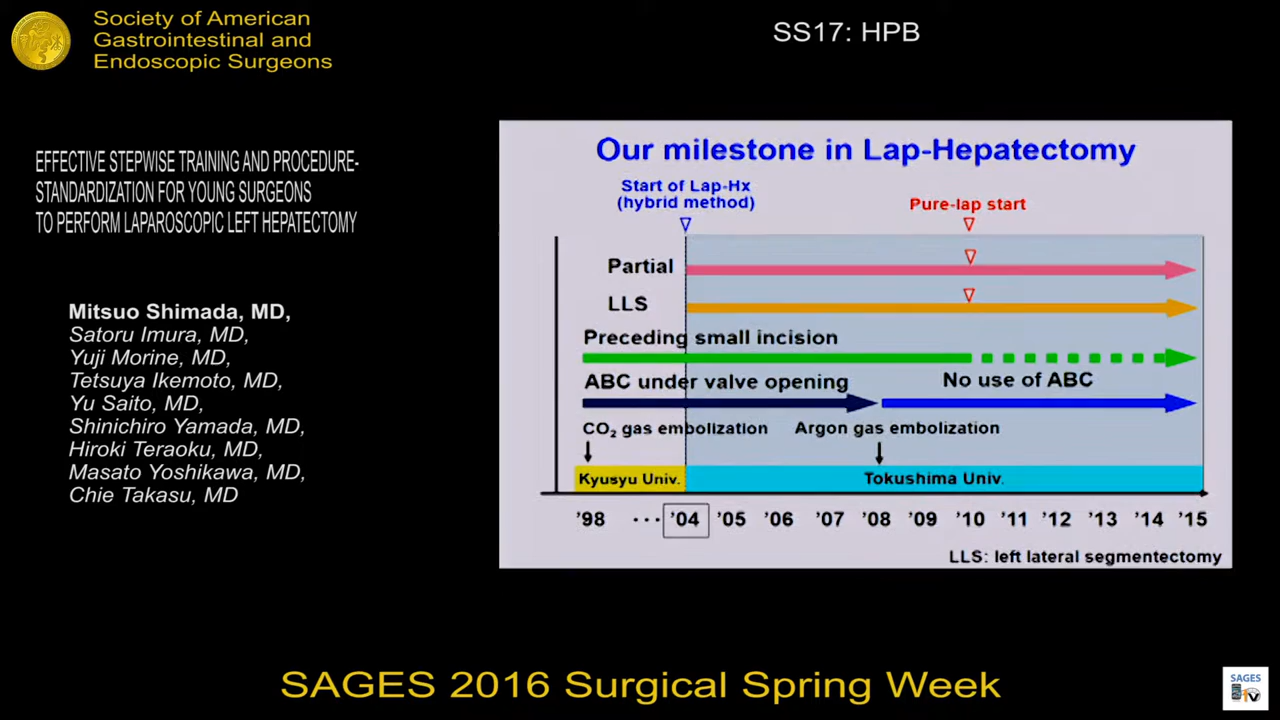 Society of American
Gastrointestinal and
Endoscopic Surgeons
SS17: HPB
EFFECTIVE STEPWISE TRAINING AND PROCEDURE-
STANDARDIZATION FOR YOUNG SURGEONS
TO PERFORM LAPAROSCOPIC LEFT HEPATECTOMY
Mitsuo Shimada, MD,
Satoru Imura, MD,
Yuji Morine, MD,
Tetsuya Ikemoto, MD,
Yu Saito, MD,
Shinichiro Yamada, MD,
Hiroki Teraoku, MD,
Masato Yoshikawa, MD,
Chie Takasu, MD
Our milestone in Lap-Hepatectomy
Start of Lap-Hx
(hybrid method)
Pure-lap start
Partial
LLS
Preceding small incision
ABC under valve opening
No use of ABC
CO₂ gas embolization
Argon gas embolization
Kyusyu Univ.
Tokushima Univ.
’98 ··· ’04 ’05 ’06 ’07 ’08 ’09 ’10 ’11 ’12 ’13 ’14 ’15
LLS: left lateral segmentectomy
SAGES 2016 Surgical Spring Week
SAGES
TV